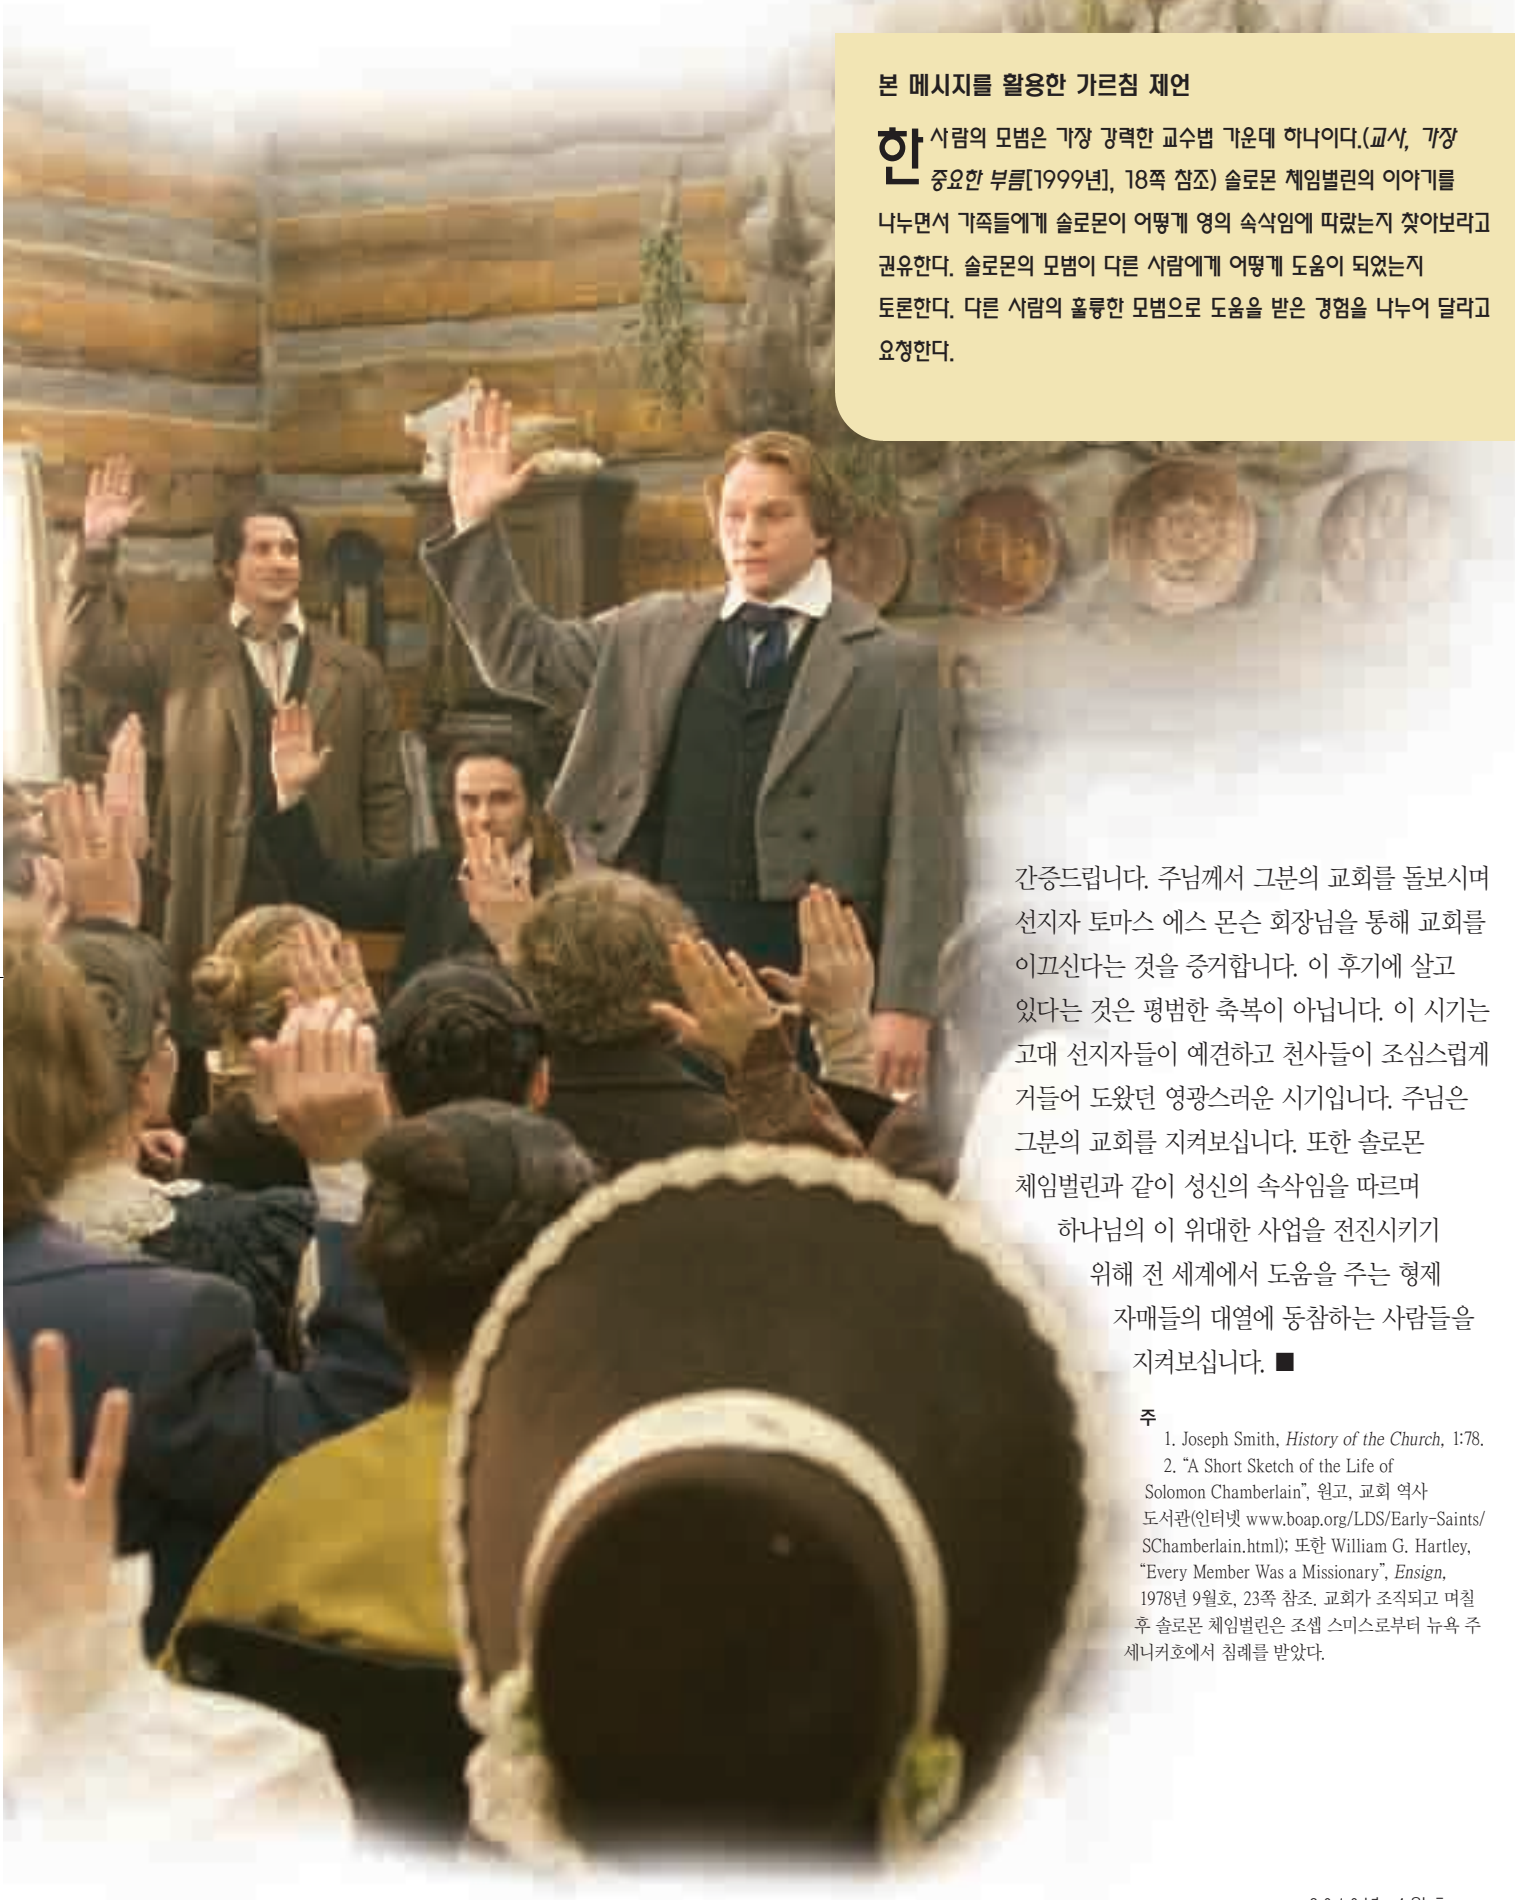 본 메시지를 활용한 가르침 제언
한 사람의 모범은 가장 강력한 교수법 가운데 하나이다.(교사, 가장
중요한 부름[1999년], 18쪽 참조) 솔로몬 체임벌린의 이야기를
나누면서 가족들에게 솔로몬이 어떻게 영의 속삭임에 따랐는지 찾아보라고
권유한다. 솔로몬의 모범이 다른 사람에게 어떻게 도움이 되었는지
토론한다. 다른 사람의 훌륭한 모범으로 도움을 받은 경험을 나누어 달라고
요청한다.
간증드립니다. 주님께서 그분의 교회를 돌보시며
선지자 토마스 에스 몬슨 회장님을 통해 교회를
이끄신다는 것을 증거합니다. 이 후기에 살고
있다는 것은 평범한 축복이 아닙니다. 이 시기는
고대 선지자들이 예견하고 천사들이 조심스럽게
거들어 도왔던 영광스러운 시기입니다. 주님은
그분의 교회를 지켜보십니다. 또한 솔로몬
체임벌린과 같이 성신의 속삭임을 따르며
하나님의 이 위대한 사업을 전진시키기
위해 전 세계에서 도움을 주는 형제
자매들의 대열에 동참하는 사람들을
지켜보십니다. ■
주
1. Joseph Smith, History of the Church, 1:78.
2. “A Short Sketch of the Life of
Solomon Chamberlain”, 원고, 교회 역사
도서관(인터넷 www.boap.org/LDS/Early-Saints/
SChamberlain.html); 또한 William G. Hartley,
“Every Member Was a Missionary”, Ensign,
1978년 9월호, 23쪽 참조. 교회가 조직되고 며칠
후 솔로몬 체임벌린은 조셉 스미스로부터 뉴욕 주
세니커호에서 침례를 받았다.